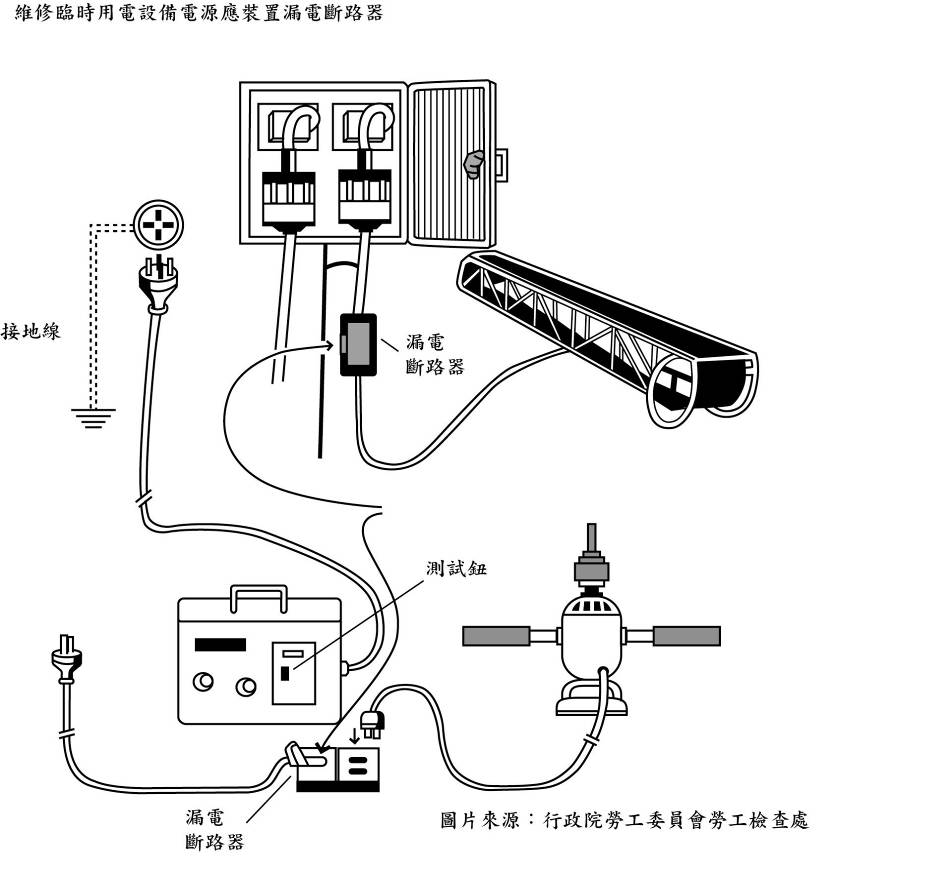 維修臨時用電設備電源應裝置漏電斷路器
接地線
漏電
斷路器
測試鈕
漏電
斷路器
圖片來源：行政院勞工委員會勞工檢查處